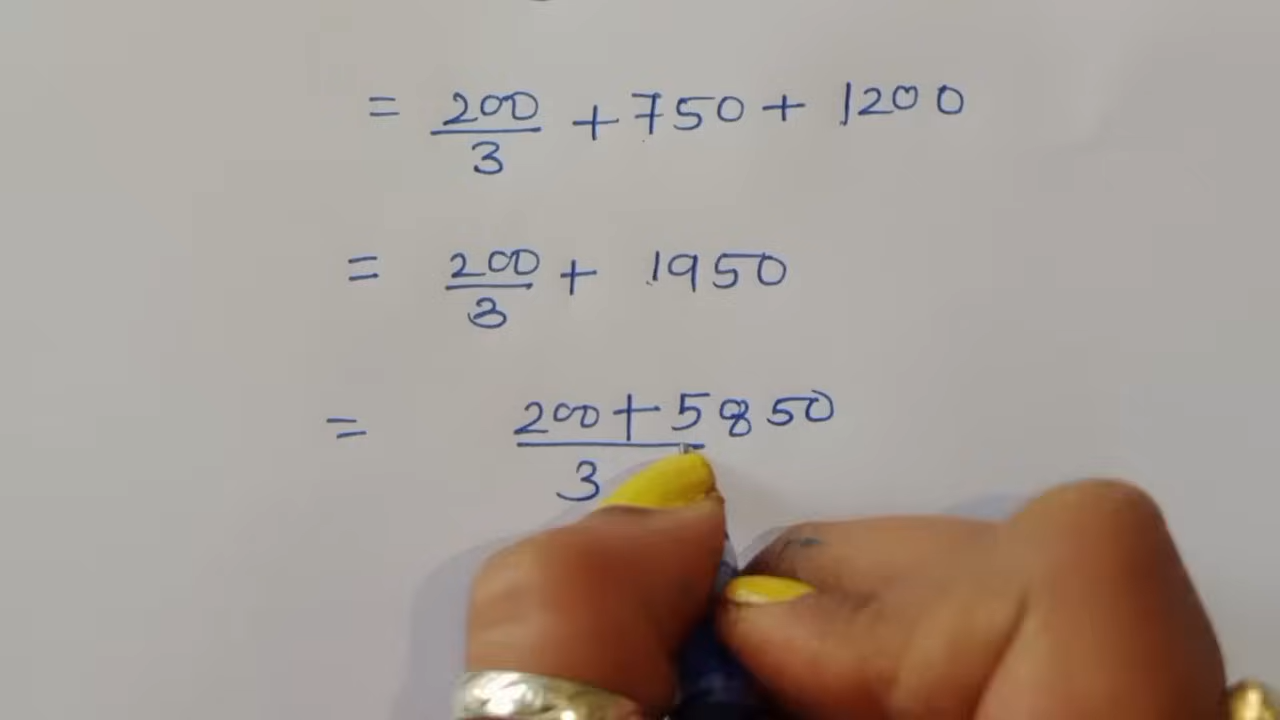 = 200/3 + 750 + 1200
= 200/3 + 1950
= 200 + 5850/3